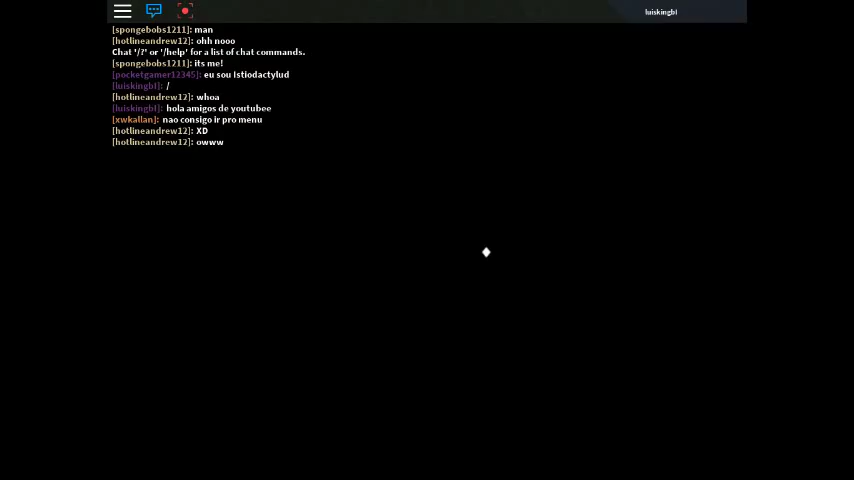 luiskingbl
[spongebobs1211]: man
[hotlineandrew12]: ohh nooo
Chat '/?' or '/help' for a list of chat commands.
[spongebobs1211]: its me!
[pocketgamer12345]: eu sou Istiodactylud
[luiskingbl]: /
[hotlineandrew12]: whoa
[luiskingbl]: hola amigos de youtubee
[xwkallan]: nao consigo ir pro menu
[hotlineandrew12]: XD
[hotlineandrew12]: owww